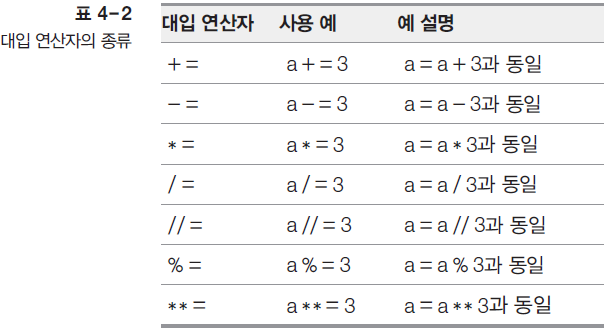 표 4-2
대입 연산자의 종류
대입 연산자 사용 예 예 설명
+= a+=3 a=a+3과 동일
-= a-=3 a=a-3과 동일
*= a*=3 a=a*3과 동일
/= a/=3 a=a/3과 동일
//= a//=3 a=a//3과 동일
%= a%=3 a=a%3과 동일
**= a**=3 a=a**3과 동일